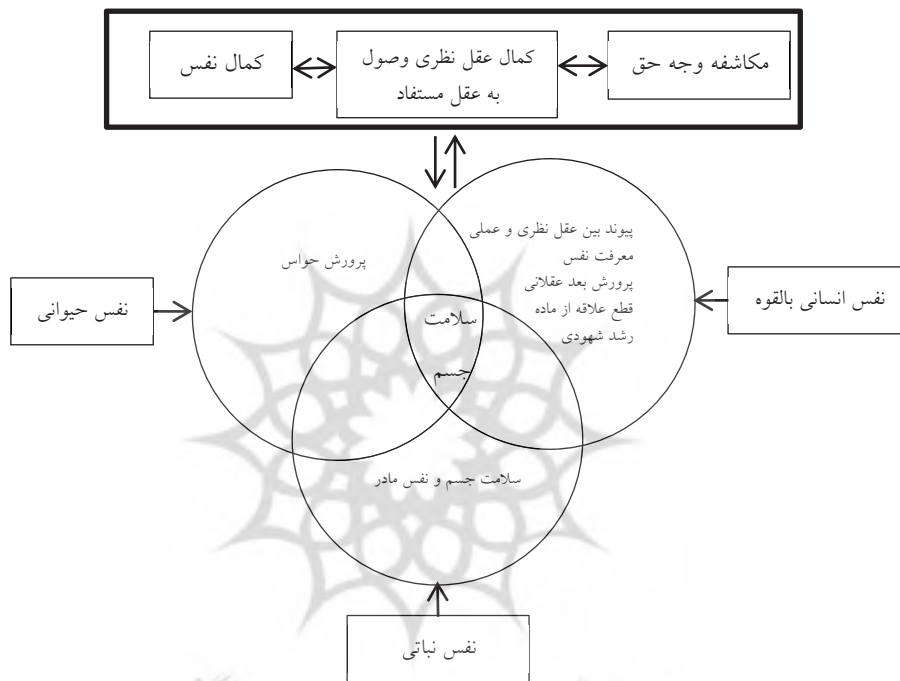 مکاشفه وجه حق
کمال عقل نظری وصول
به عقل مستفاد
کمال نفس
پیوند بین عقل نظری و عملی
معرفت نفس
پرورش بعد عقلانی
قطع علاقه از ماده
رشد شهودی
پرورش حواس
نفس انسانی بالقوه
نفس حیوانی
سلامت
جسم
سلامت جسم و نفس مادر
نفس نباتی